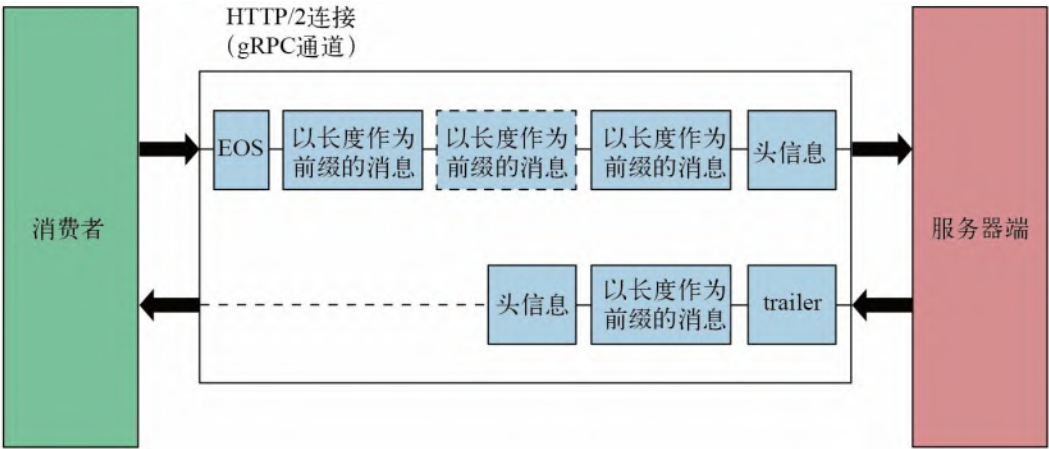 HTTP/2连接
（gRPC通道）
EOS
以长度作为
前缀的消息
以长度作为
前缀的消息
以长度作为
前缀的消息
头信息
消费者
服务器端
头信息
以长度作为
前缀的消息
trailer